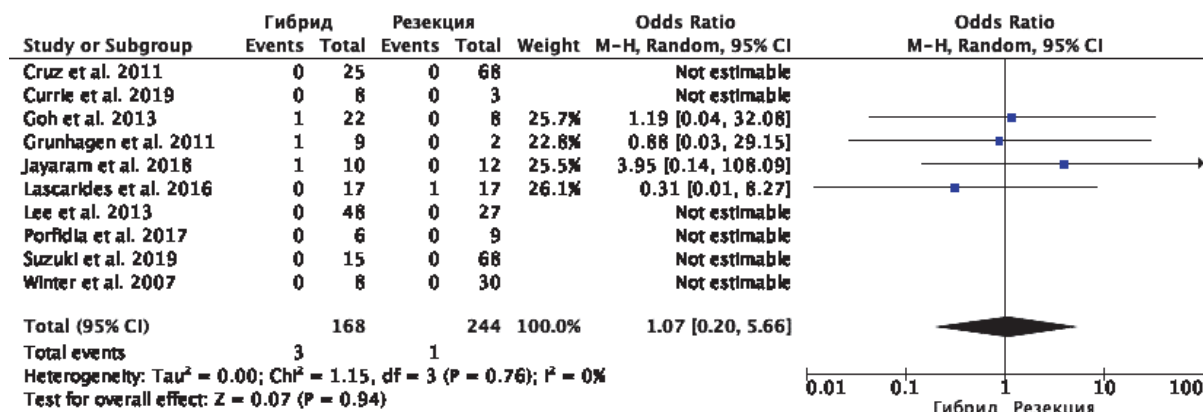 Гибрид Резекция Odds Ratio Odds Ratio
Study or Subgroup Events Total Events Total Weight M-H, Random, 95% CI M-H, Random, 95% CI
Cruz et al. 2011 0 25 0 68 Not estimable
Currie et al. 2019 0 8 0 3 Not estimable
Goh et al. 2013 1 22 0 8 25.7% 1.19 [0.04, 32.08]
Grunhagen et al. 2011 1 9 0 2 22.8% 0.88 [0.03, 29.15]
Jayaram et al. 2018 1 10 0 12 25.5% 3.95 [0.14, 108.09]
Lascarides et al. 2016 0 17 1 17 26.1% 0.31 [0.01, 8.27]
Lee et al. 2013 0 48 0 27 Not estimable
Porfidia et al. 2017 0 6 0 9 Not estimable
Suzuki et al. 2019 0 15 0 68 Not estimable
Winter et al. 2007 0 8 0 30 Not estimable
Total (95% CI) 168 244 100.0% 1.07 [0.20, 5.66]
Total events 3 1
Heterogeneity: Tau² = 0.00; Chi² = 1.15, df = 3 (P = 0.76); I² = 0%
Test for overall effect: Z = 0.07 (P = 0.94)
0.01 0.1 1 10 100
Гибрид Резекция